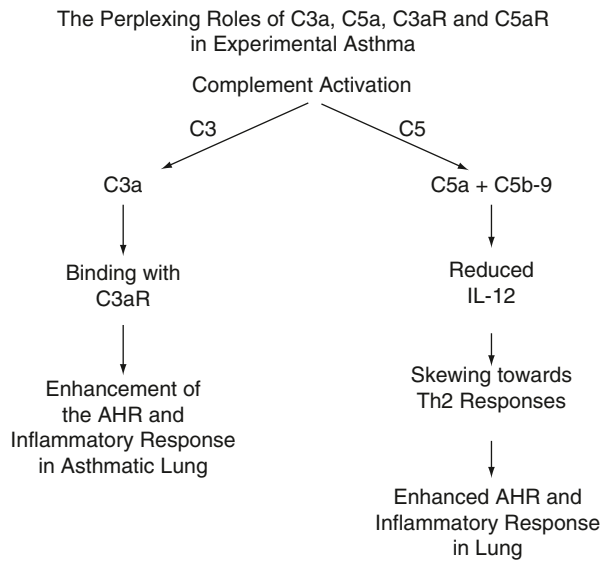 The Perplexing Roles of C3a, C5a, C3aR and C5aR
in Experimental Asthma
Complement Activation
C3
C5
C3a
C5a + C5b-9
Binding with
C3aR
Reduced
IL-12
Enhancement of
the AHR and
Inflammatory Response
in Asthmatic Lung
Skewing towards
Th2 Responses
Enhanced AHR and
Inflammatory Response
in Lung